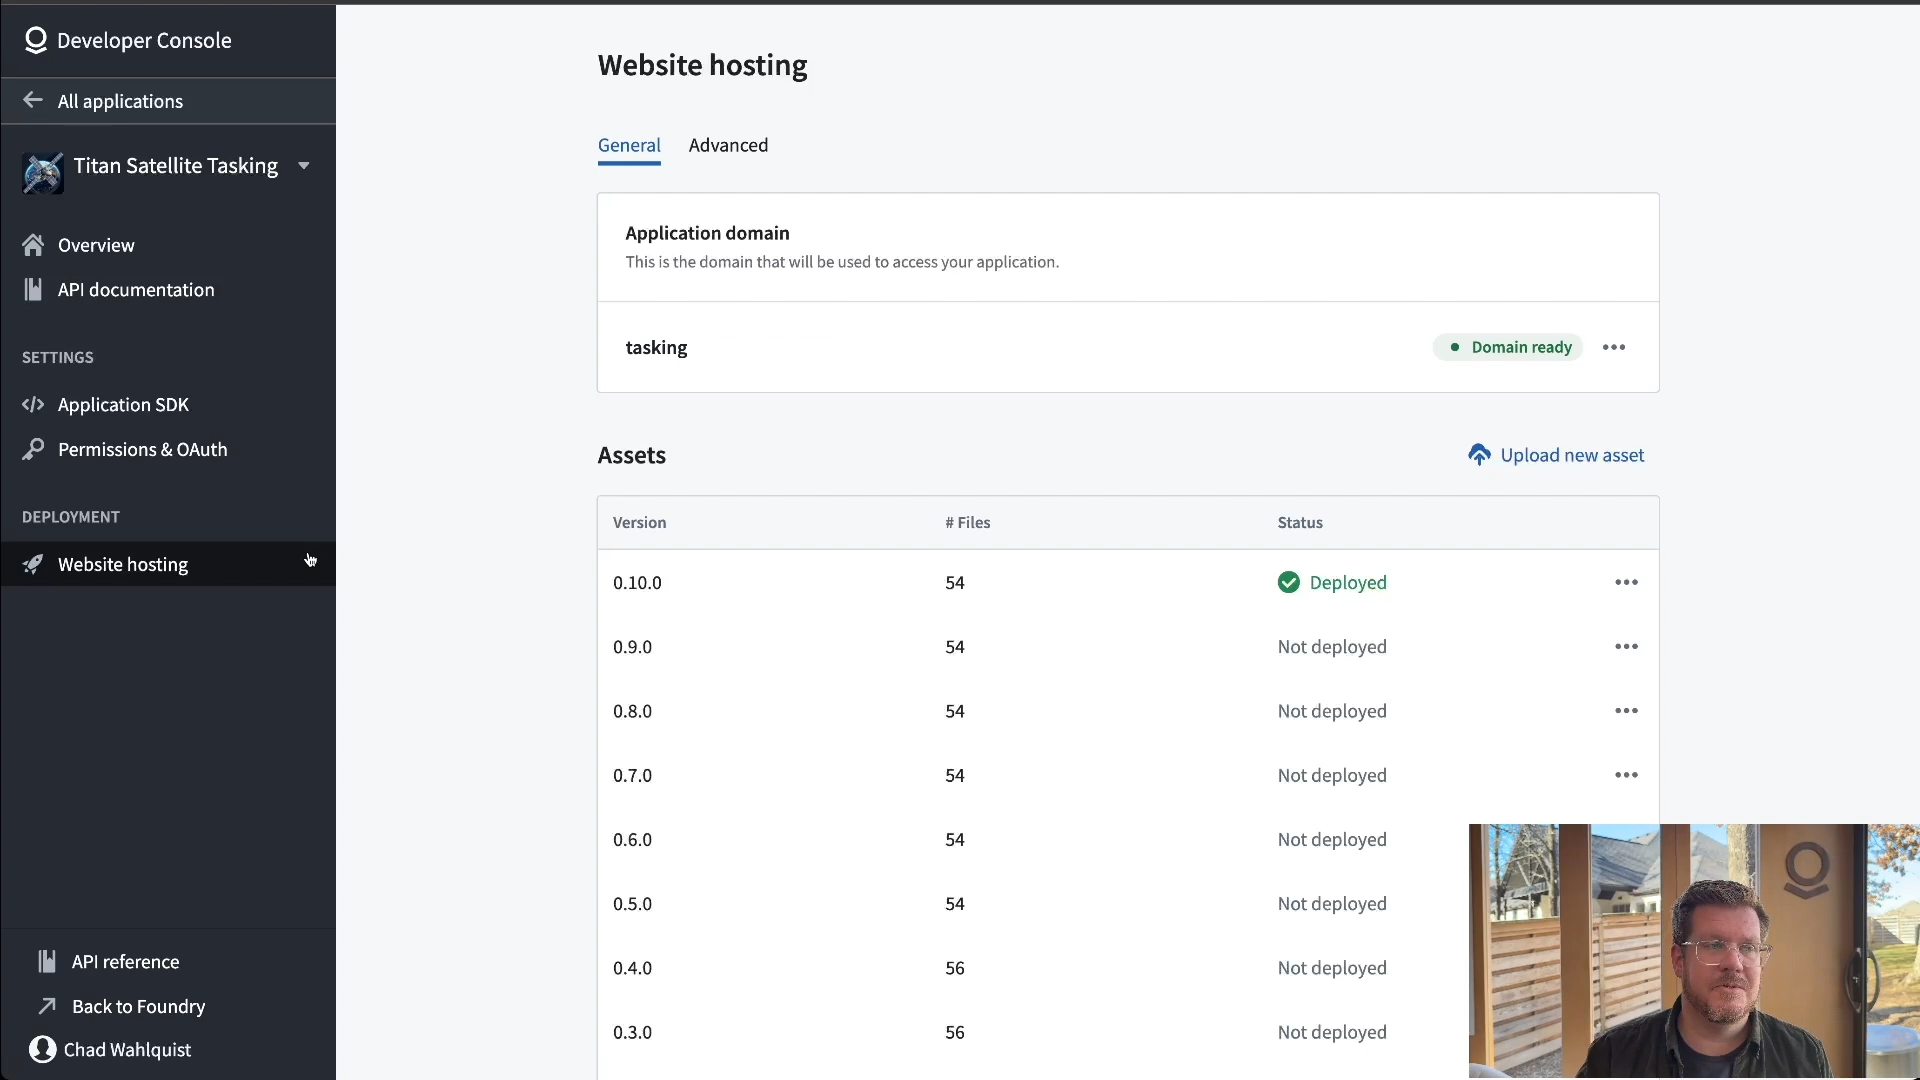 Developer Console
All applications
Titan Satellite Tasking
Overview
API documentation
SETTINGS
Application SDK
Permissions & OAuth
DEPLOYMENT
Website hosting
API reference
Back to Foundry
Chad Wahlquist
Website hosting
General Advanced
Application domain
This is the domain that will be used to access your application.
tasking Domain ready
Assets Upload new asset
Version # Files Status
0.10.0 54 Deployed
0.9.0 54 Not deployed
0.8.0 54 Not deployed
0.7.0 54 Not deployed
0.6.0 54 Not deployed
0.5.0 54 Not deployed
0.4.0 56 Not deployed
0.3.0 56 Not deployed